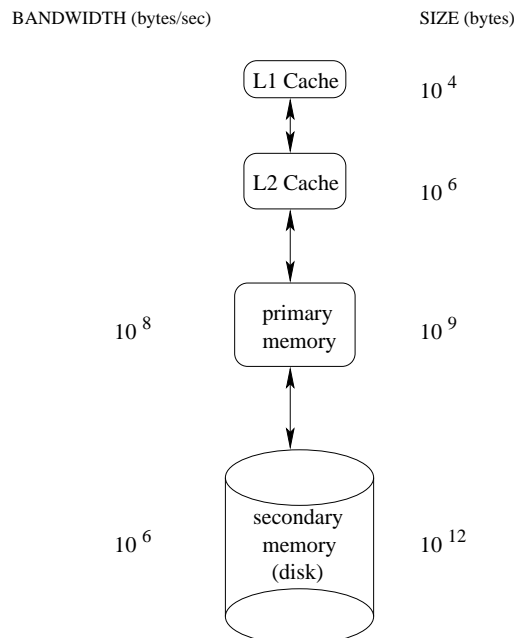 BANDWIDTH (bytes/sec) SIZE (bytes)
L1 Cache 10 4
L2 Cache 10 6
10 8 primary memory 10 9
10 6 secondary memory (disk) 10 12